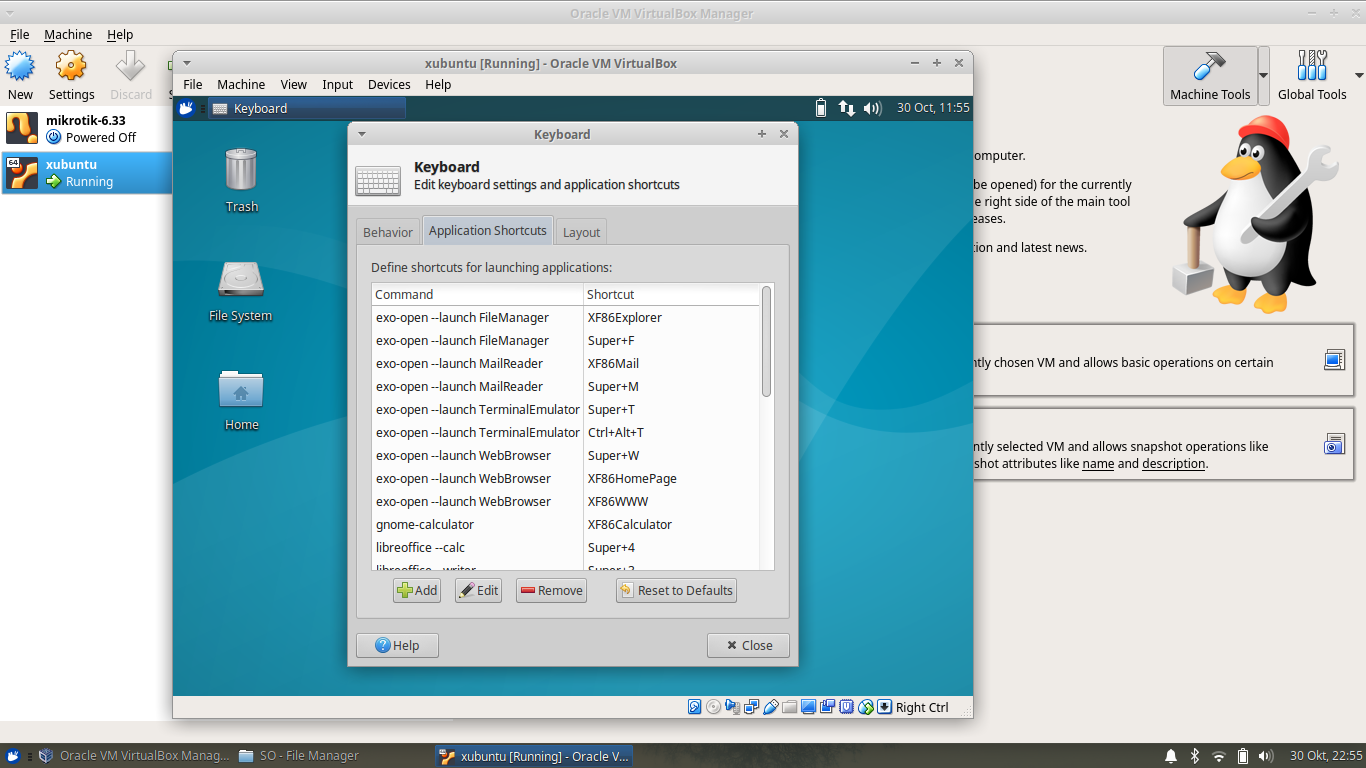 Oracle VM VirtualBox Manager
File Machine Help
New Settings Discard
Machine Tools Global Tools
mikrotik-6.33
Powered Off
64
xubuntu
Running
xubuntu [Running] - Oracle VM VirtualBox
File Machine View Input Devices Help
Keyboard 30 Oct, 11:55
Trash
File System
Home
Keyboard
Keyboard
Edit keyboard settings and application shortcuts
Behavior Application Shortcuts Layout
Define shortcuts for launching applications:
Command Shortcut
exo-open --launch FileManager XF86Explorer
exo-open --launch FileManager Super+F
exo-open --launch MailReader XF86Mail
exo-open --launch MailReader Super+M
exo-open --launch TerminalEmulator Super+T
exo-open --launch TerminalEmulator Ctrl+Alt+T
exo-open --launch WebBrowser Super+W
exo-open --launch WebBrowser XF86HomePage
exo-open --launch WebBrowser XF86WWW
gnome-calculator XF86Calculator
libreoffice --calc Super+4
libreoffice --writer Super+3
Add Edit Remove Reset to Defaults
Help Close
Right Ctrl
omputer.
be opened) for the currently
e right side of the main tool
eases.
ion and latest news.
ntly chosen VM and allows basic operations on certain
ntly selected VM and allows snapshot operations like
shot attributes like name and description.
Oracle VM VirtualBox Manag... SO - File Manager xubuntu [Running] - Oracle V... 30 Okt, 22:55